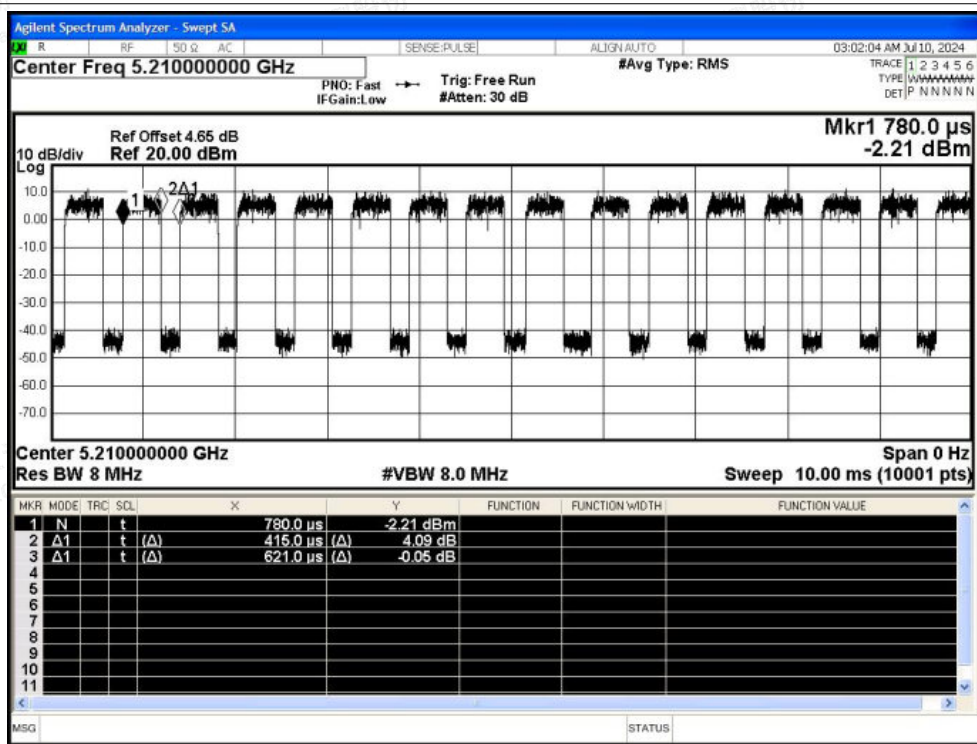 Agilent Spectrum Analyzer - Swept SA
R RF 50 Ω AC SENSE:PULSE ALIGN AUTO 03:02:04 AM Jul 10, 2024
Center Freq 5.210000000 GHz #Avg Type: RMS TRACE 1 2 3 4 5 6
PNO: Fast Trig: Free Run TYPE
IFGain:Low #Atten: 30 dB DET P N N N N N
Mkr1 780.0 µs
Ref Offset 4.65 dB
10 dB/div Ref 20.00 dBm -2.21 dBm
Log
10.0
0.00
-10.0
-20.0
-30.0
-40.0
-50.0
-60.0
-70.0
1 2Δ1
Center 5.210000000 GHz Span 0 Hz
Res BW 8 MHz #VBW 8.0 MHz Sweep 10.00 ms (10001 pts)
MKR MODE TRC SCL X Y FUNCTION FUNCTION WIDTH FUNCTION VALUE
1 N t 780.0 µs -2.21 dBm
2 Δ1 t (Δ) 415.0 µs (Δ) 4.09 dB
3 Δ1 t (Δ) 621.0 µs (Δ) -0.05 dB
4
5
6
7
8
9
10
11
MSG STATUS